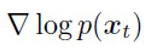 ∇ log p(x_t)